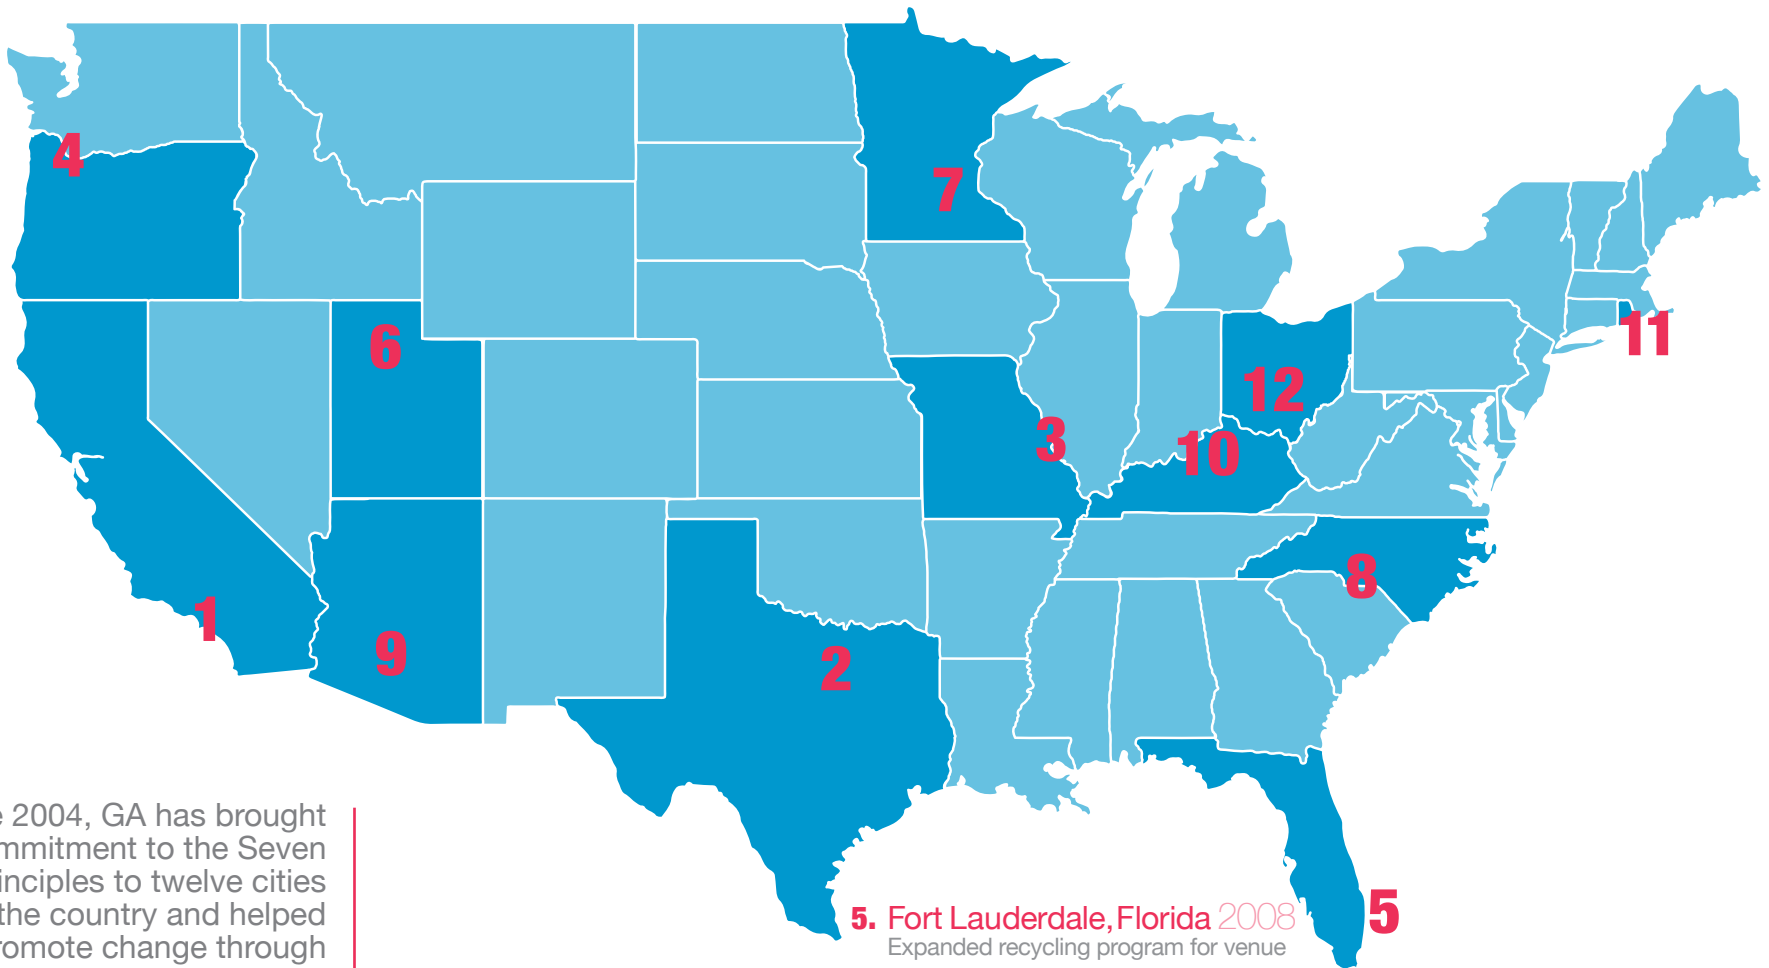 4
7
6
11
12
3
10
8
1
9
2
e 2004, GA has brought
mmitment to the Seven
inciples to twelve cities
the country and helped
romote change through
5. Fort Lauderdale, Florida 2008
Expanded recycling program for venue
5